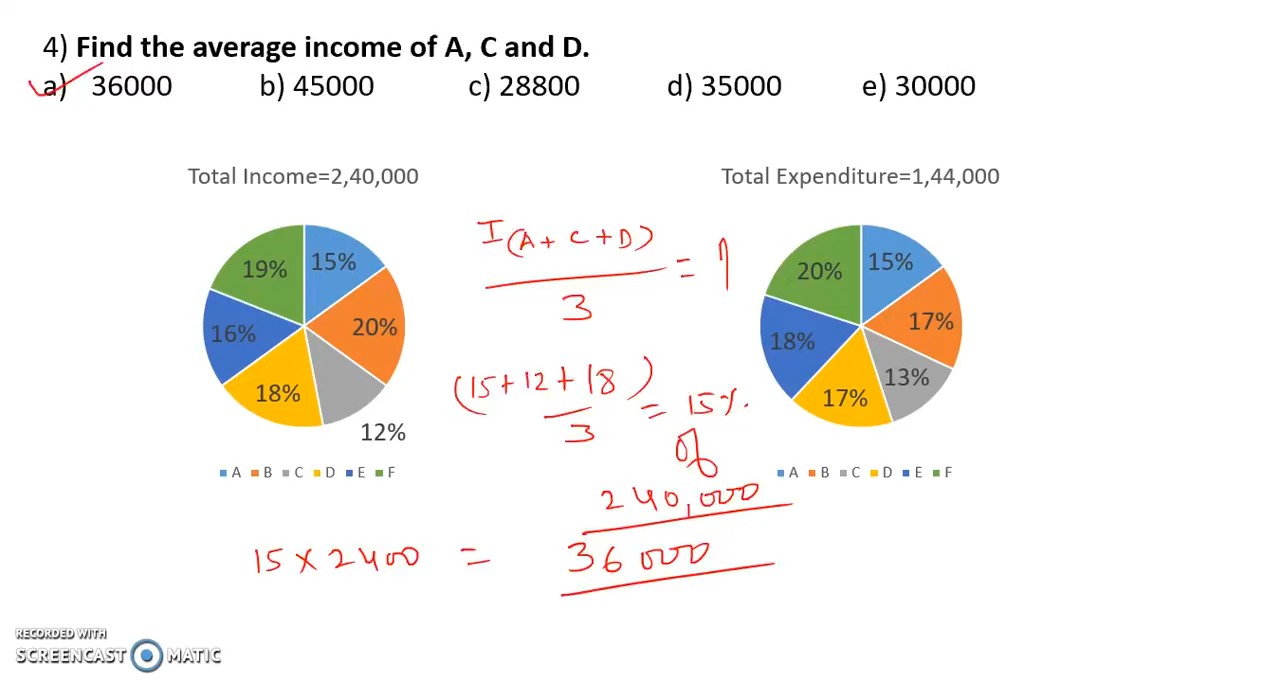 4) Find the average income of A, C and D.
a) 36000 b) 45000 c) 28800 d) 35000 e) 30000
Total Income=2,40,000
19% 15%
16% 20%
18%
12%
A B C D E F
I(A + C + D)
3
= 1
(15 + 12 + 18)
3
= 15%
of
240,000
15 × 2400 = 36000
Total Expenditure=1,44,000
20% 15%
18% 17%
17% 13%
A B C D E F
RECORDED WITH
SCREENCAST MATIC